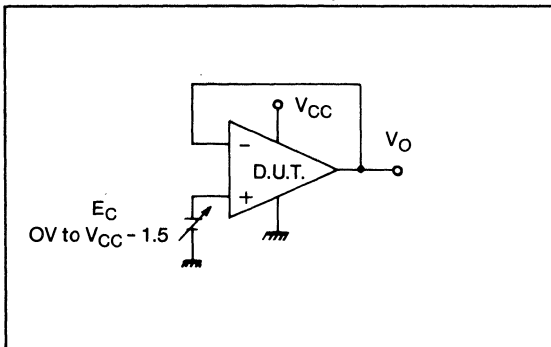 V_CC
V_O
−
D.U.T.
+
E_C
OV to V_CC − 1.5